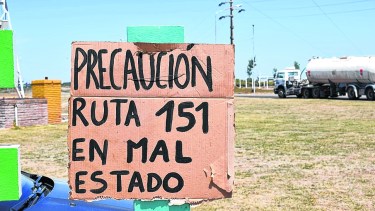 PRECAUCIÓN
RUTA 151
EN MAL
ESTADO